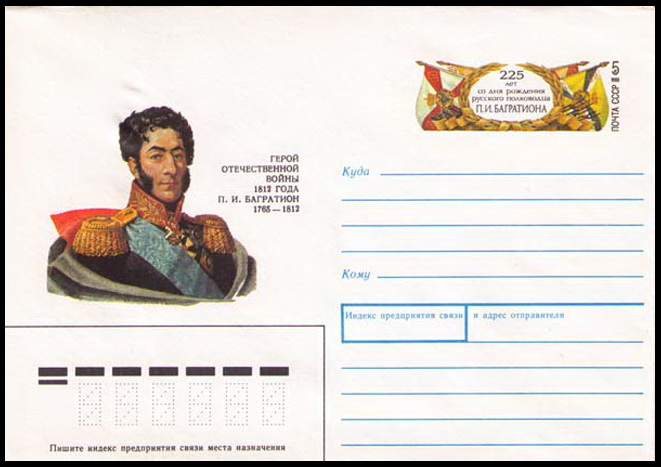 225
лет
со дня рождения
русского полководца
П. И. БАГРАТИОНА
ПОЧТА СССР 5
ГЕРОЙ
ОТЕЧЕСТВЕННОЙ
ВОЙНЫ
1812 ГОДА
П. И. БАГРАТИОН
1765—1812
Куда
Кому
Индекс предприятия связи и адрес отправителя
Пишите индекс предприятия связи места назначения